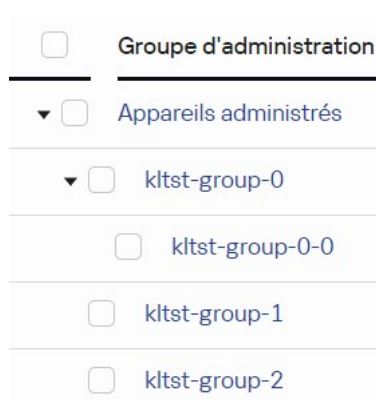 Groupe d'administration
Appareils administrés
kltst-group-0
kltst-group-0-0
kltst-group-1
kltst-group-2